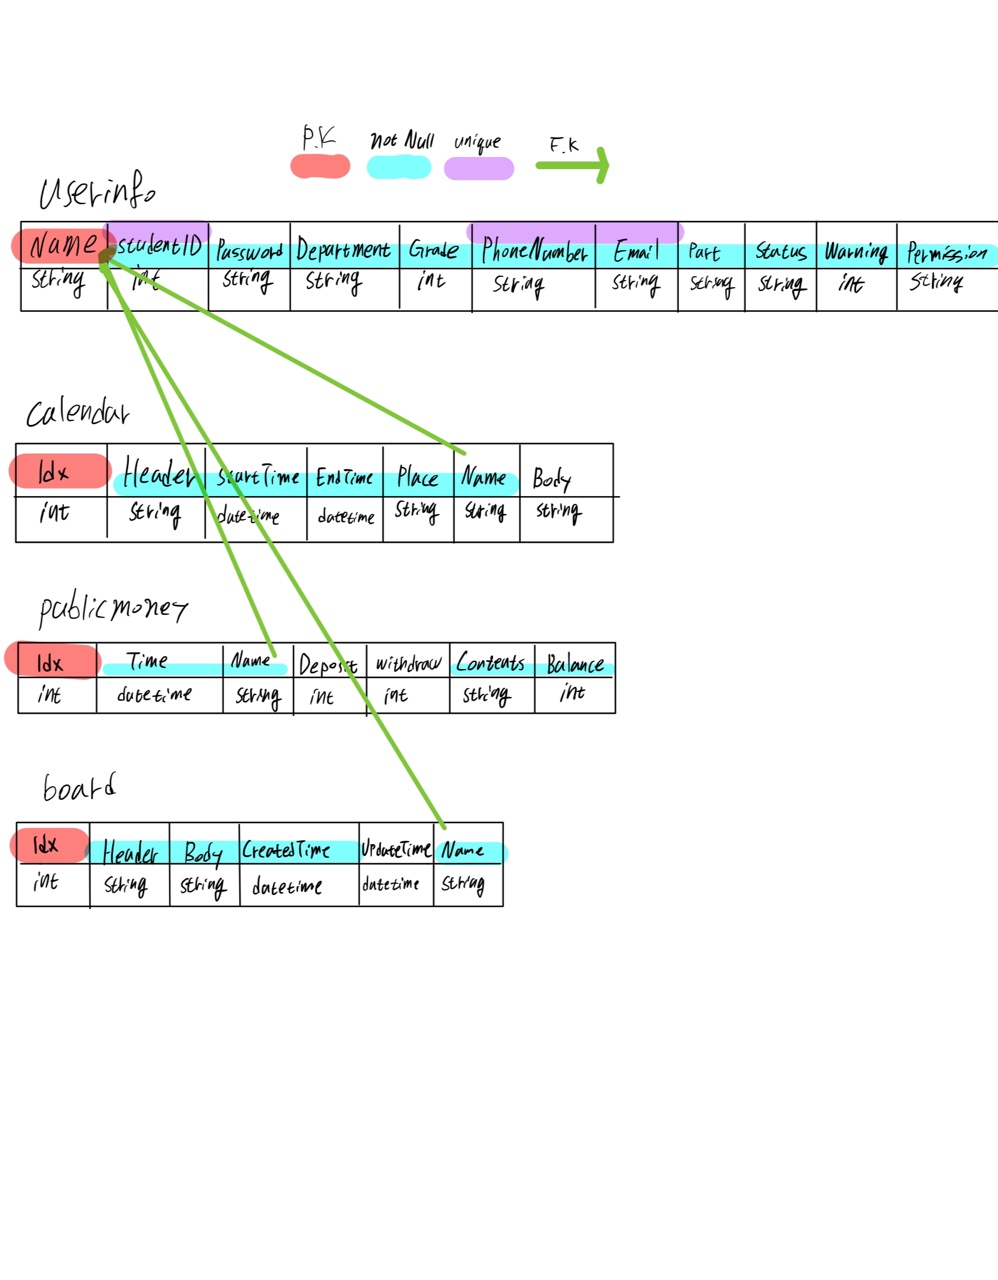 P.K not Null unique F.K
Userinfo
Name studentID Password Department Grade PhoneNumber Email Part Status Warning Permission
string int string string int string string string string int string
calendar
Idx Header StartTime EndTime Place Name Body
int string datetime datetime string string string
publicmoney
Idx Time Name Deposit withdraw Contents Balance
int datetime string int int string int
board
Idx Header Body CreatedTime UpdateTime Name
int string string datetime datetime string